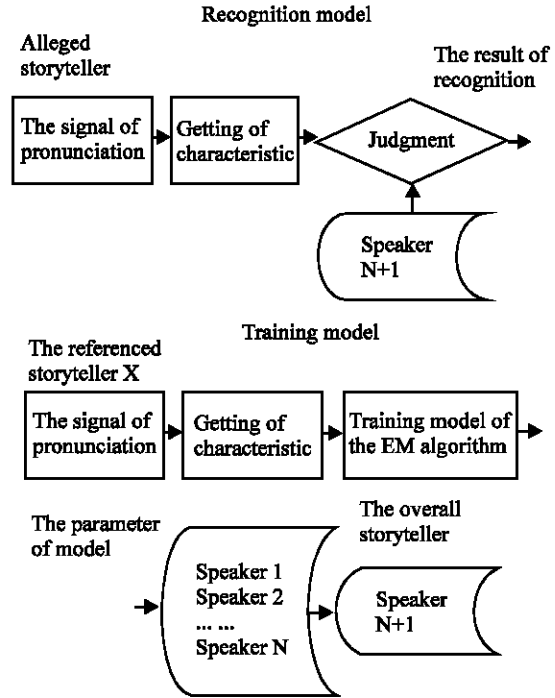 Recognition model
Alleged
storyteller
The result of
recognition
The signal of
pronunciation
Getting of
characteristic
Judgment
Speaker
N+1
Training model
The referenced
storyteller X
The signal of
pronunciation
Getting of
characteristic
Training model of
the EM algorithm
The parameter
of model
The overall
storyteller
Speaker 1
Speaker 2
... ...
Speaker N
Speaker
N+1